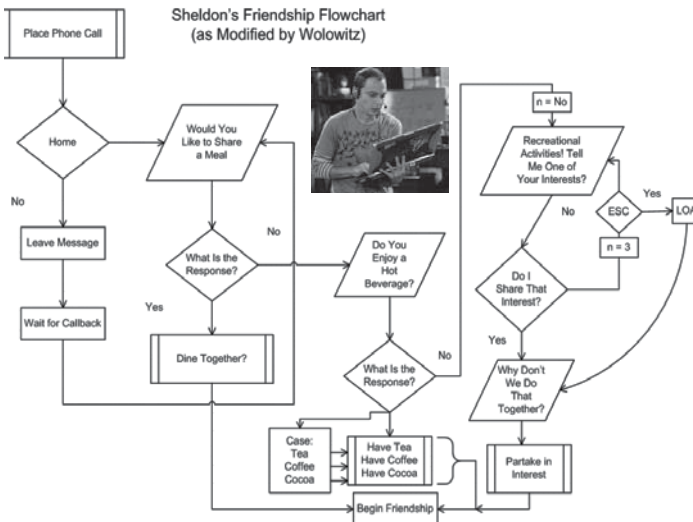 Sheldon's Friendship Flowchart
(as Modified by Wolowitz)
Place Phone Call
Home
No
Leave Message
Wait for Callback
Would You
Like to Share
a Meal
What Is the
Response?
No
Yes
Dine Together?
Do You
Enjoy a
Hot
Beverage?
What Is the
Response?
No
Case:
Tea
Coffee
Cocoa
Have Tea
Have Coffee
Have Cocoa
Begin Friendship
n = No
Recreational
Activities! Tell
Me One of
Your Interests?
No
ESC
Yes
LOA
n = 3
Do I
Share That
Interest?
Yes
Why Don't
We Do
That
Together?
Partake in
Interest